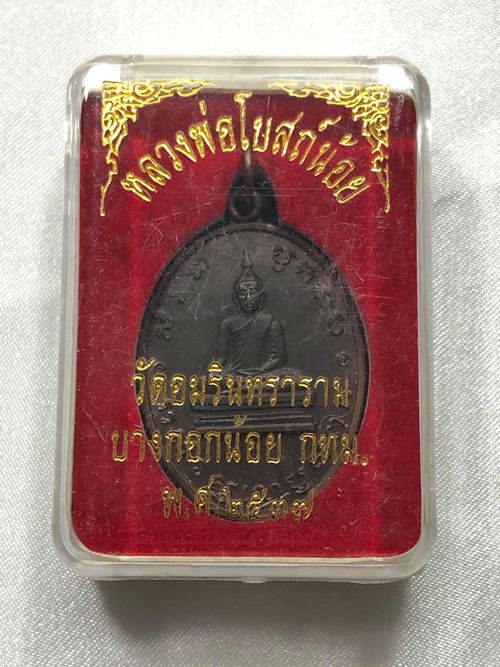 หลวงพ่อโบสถ์น้อย
วัดอมรินทราราม
บางกอกน้อย กทม.
พ.ศ ๒๕๓๗